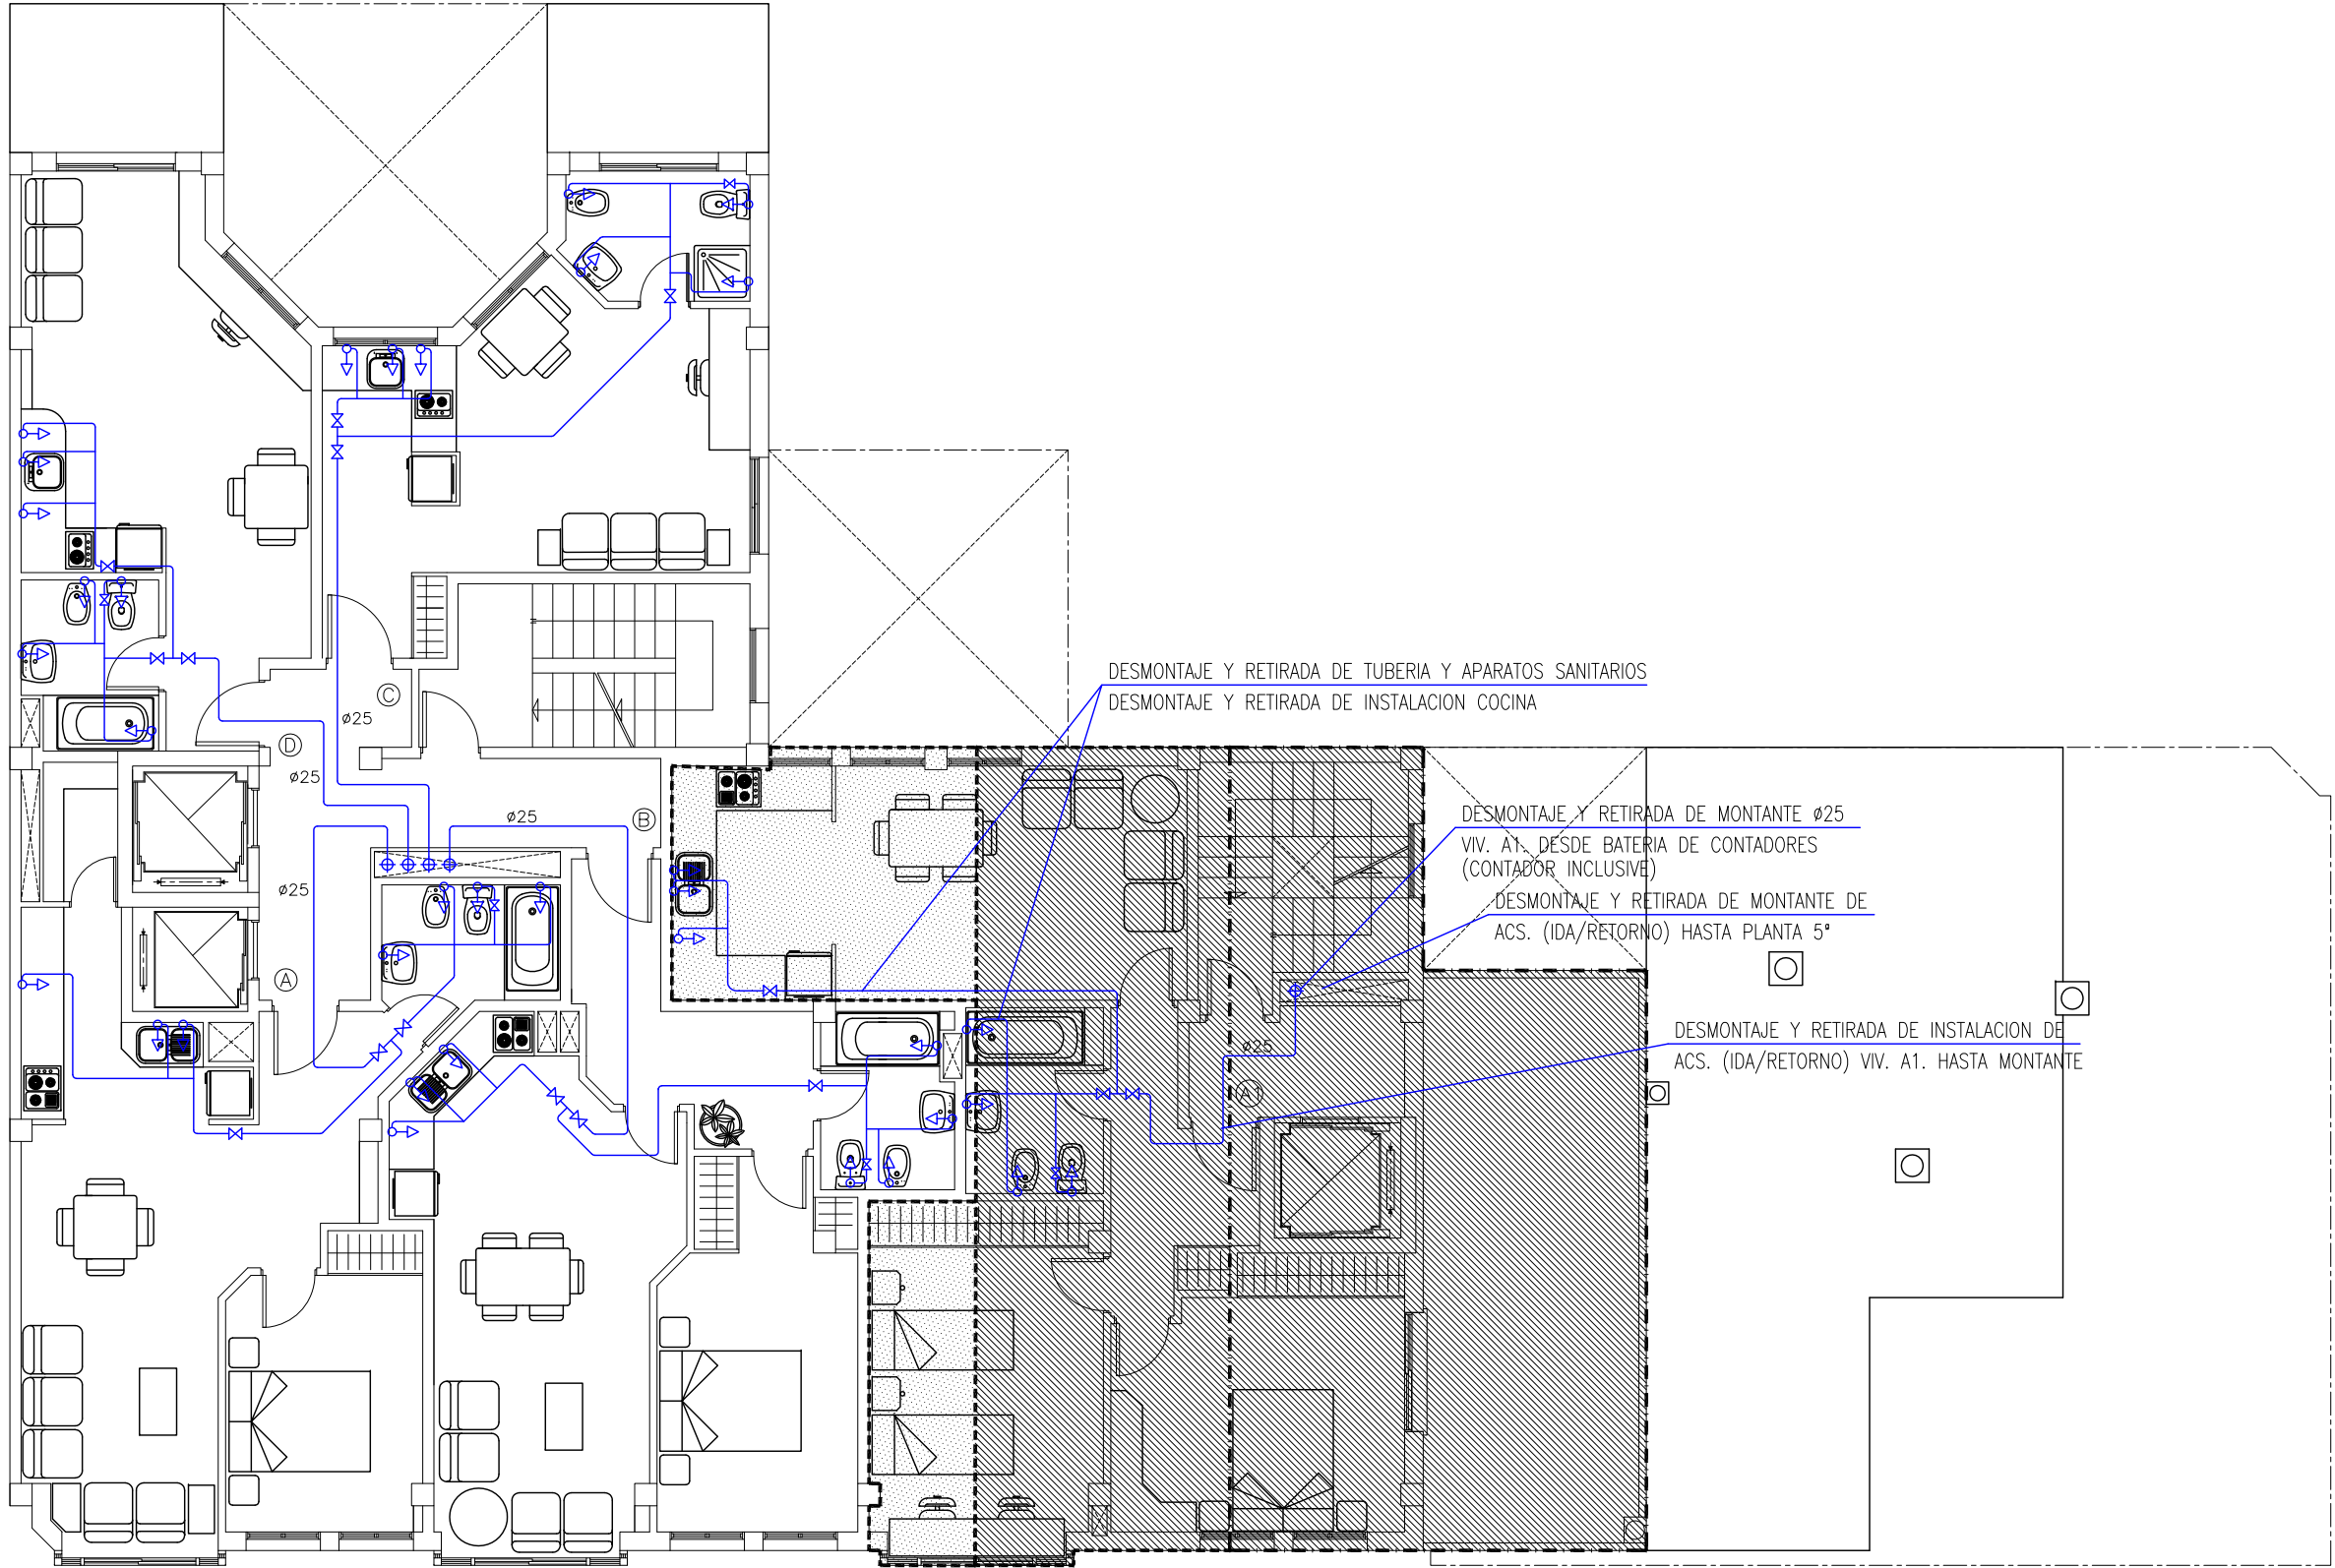 DESMONTAJE Y RETIRADA DE TUBERIA Y APARATOS SANITARIOS
DESMONTAJE Y RETIRADA DE INSTALACION COCINA
C
ø25
D
ø25
DESMONTAJE Y RETIRADA DE MONTANTE ø25
VIV. A1. DESDE BATERIA DE CONTADORES
(CONTADOR INCLUSIVE)
ø25
B
ø25
DESMONTAJE Y RETIRADA DE MONTANTE DE
ACS. (IDA/RETORNO) HASTA PLANTA 5ª
A
DESMONTAJE Y RETIRADA DE INSTALACION DE
ACS. (IDA/RETORNO) VIV. A1. HASTA MONTANTE
ø25
A1